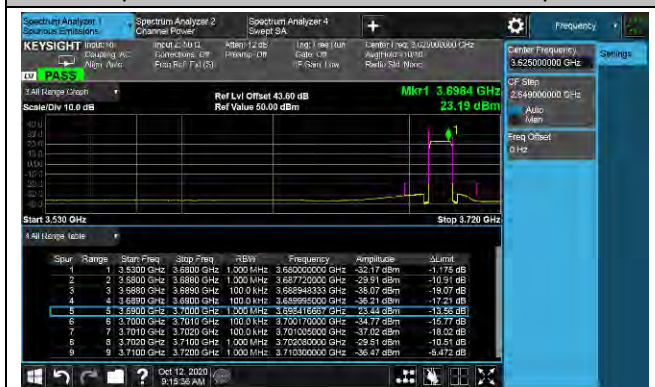 Spectrum Analyzer 1
Spurious Emissions
Spectrum Analyzer 2
Channel Power
Spectrum Analyzer 4
Swept SA
Frequency
KEYSIGHT
Input: RF
Coupling: AC
Align: Auto
Input Z: 50 Ω
Corrections: Off
Freq Ref: Ext (S)
Atten: 12 dB
Preamp: Off
Trig: Free Run
Gate: Off
IF Gain: Low
Center Freq: 3.625000000 GHz
Avg|Hold: 10/10
Radio Std: None
LU PASS
3 All Range Graph
Scale/Div 10.0 dB
Ref Lvl Offset 43.60 dB
Ref Value 50.00 dBm
Mkr1 3.6984 GHz
23.19 dBm
1
Start 3.530 GHz
Stop 3.720 GHz
4 All Range Table
Spur Range Start Freq Stop Freq RBW Frequency Amplitude ΔLimit
1 1 3.5300 GHz 3.6800 GHz 1.000 MHz 3.680000000 GHz -32.17 dBm -1.175 dB
2 2 3.6800 GHz 3.6880 GHz 1.000 MHz 3.687720000 GHz -29.91 dBm -10.91 dB
3 3 3.6880 GHz 3.6890 GHz 100.0 kHz 3.688943333 GHz -38.07 dBm -19.07 dB
4 4 3.6890 GHz 3.6900 GHz 100.0 kHz 3.689995000 GHz -36.21 dBm -17.21 dB
5 5 3.6900 GHz 3.7000 GHz 1.000 MHz 3.698416667 GHz 23.44 dBm -13.56 dB
6 6 3.7000 GHz 3.7010 GHz 100.0 kHz 3.700170000 GHz -34.77 dBm -15.77 dB
7 7 3.7010 GHz 3.7020 GHz 100.0 kHz 3.701005000 GHz -37.02 dBm -18.02 dB
8 8 3.7020 GHz 3.7100 GHz 1.000 MHz 3.702080000 GHz -29.51 dBm -10.51 dB
9 9 3.7100 GHz 3.7200 GHz 1.000 MHz 3.710300000 GHz -36.47 dBm -6.472 dB
Center Frequency
3.625000000 GHz
Settings
CF Step
2.549000000 GHz
Auto
Man
Freq Offset
0 Hz
Oct 12, 2020
9:15:36 AM